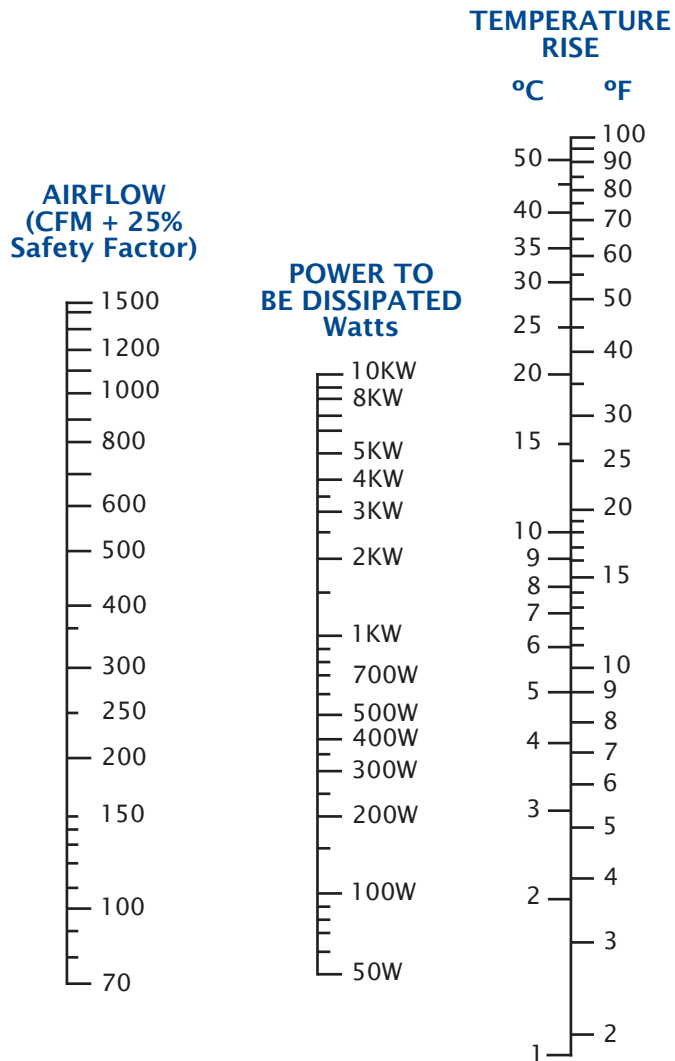 TEMPERATURE
RISE
ºC
ºF
100
90
80
70
60
50
40
30
25
20
15
10
9
8
7
6
5
4
3
2
50
40
35
30
25
20
15
10
9
8
7
6
5
4
3
2
1
AIRFLOW
(CFM + 25%
Safety Factor)
1500
1200
1000
800
600
500
400
300
250
200
150
100
70
POWER TO
BE DISSIPATED
Watts
10KW
8KW
5KW
4KW
3KW
2KW
1KW
700W
500W
400W
300W
200W
100W
50W